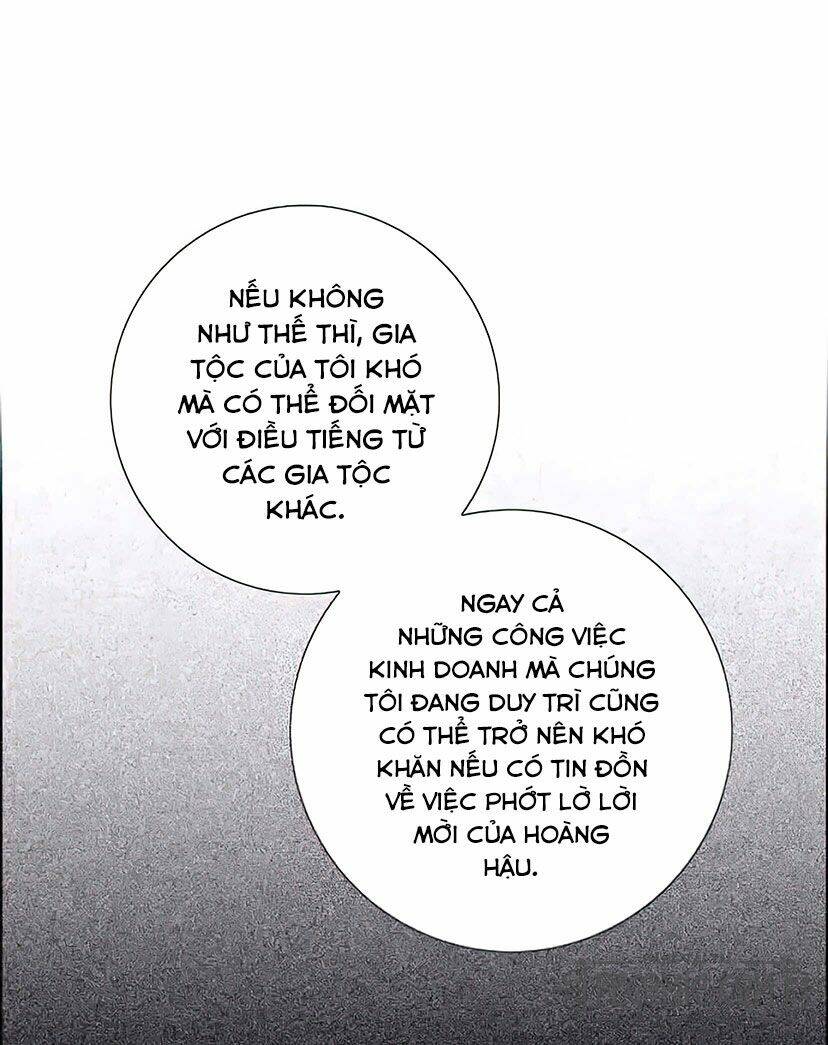 NẾU KHÔNG
NHƯ THẾ THÌ, GIA
TỘC CỦA TÔI KHÓ
MÀ CÓ THỂ ĐỐI MẶT
VỚI ĐIỀU TIẾNG TỪ
CÁC GIA TỘC
KHÁC.
NGAY CẢ
NHỮNG CÔNG VIỆC
KINH DOANH MÀ CHÚNG
TÔI ĐANG DUY TRÌ CŨNG
CÓ THỂ TRỞ NÊN KHÓ
KHĂN NẾU CÓ TIN ĐỒN
VỀ VIỆC PHỚT LỜ LỜI
MỜI CỦA HOÀNG
HẬU.